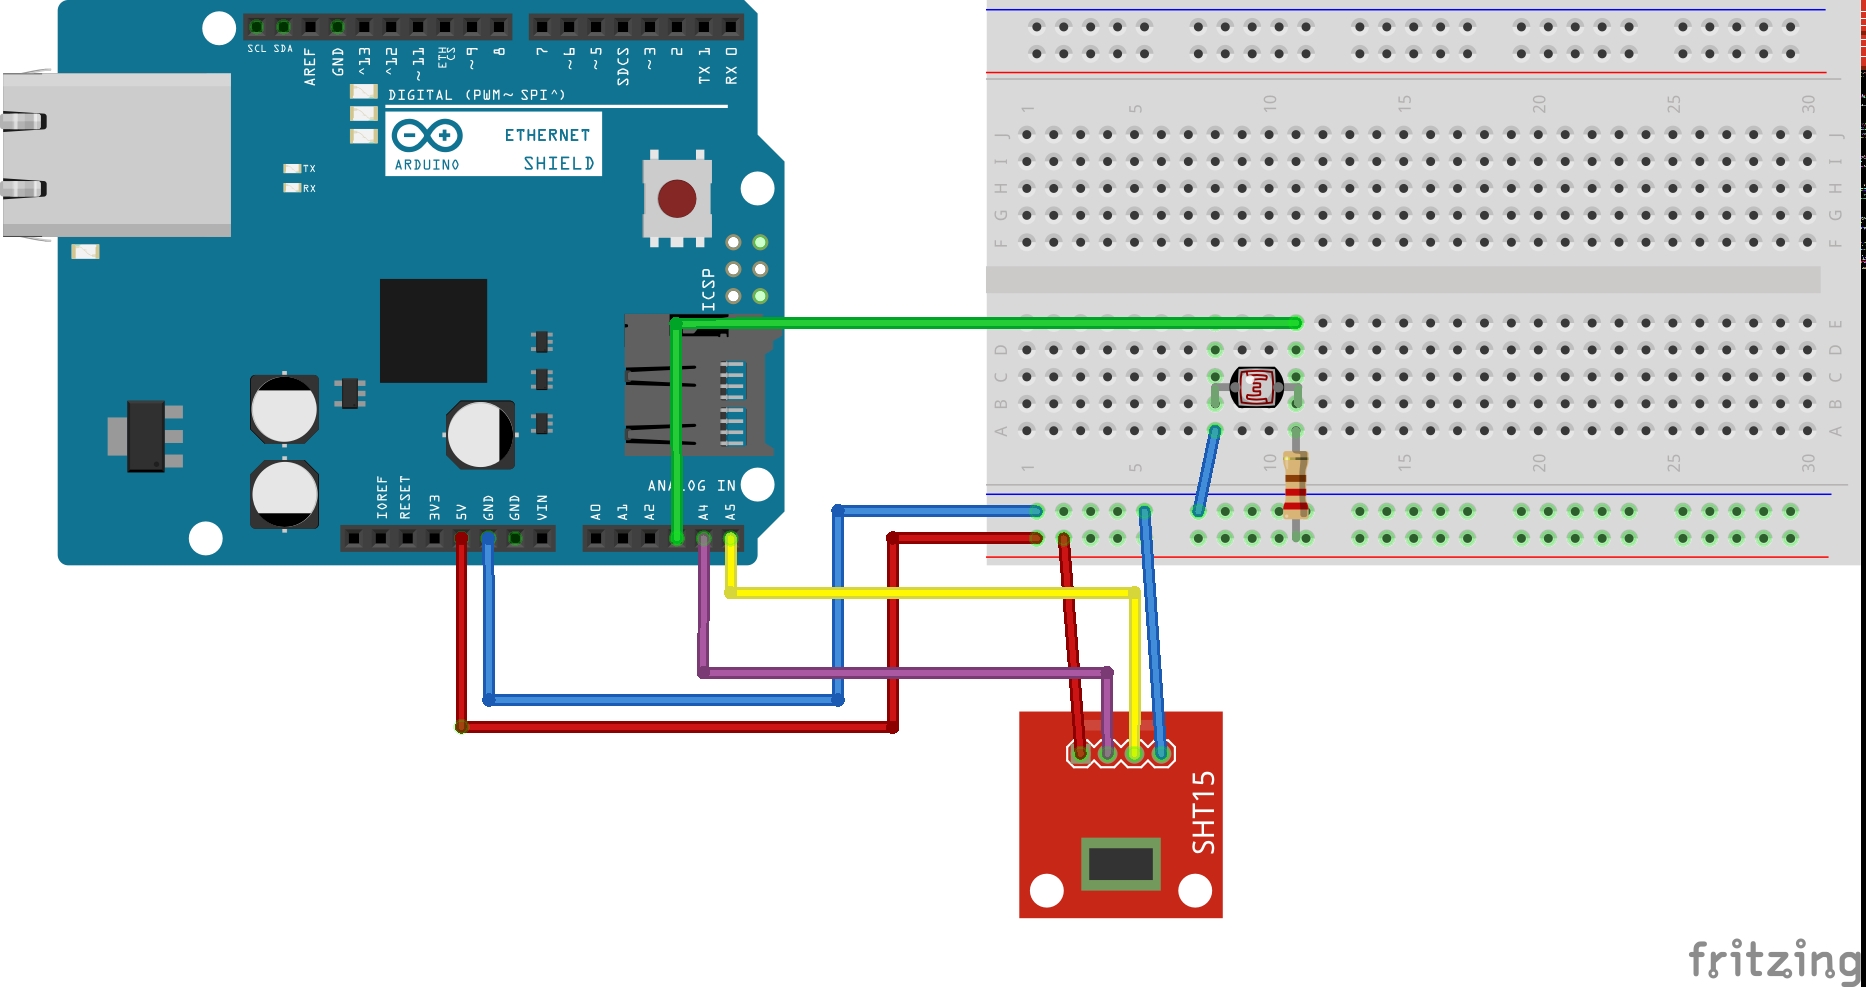 SCL SDA AREF GND ^13 ^12 ~11 ETH CS ~9 8 7 ~6 ~5 SDCS ~3 2 TX 1 RX 0
DIGITAL (PWM~ SPI^)
ARDUINO
ETHERNET
SHIELD
TX
RX
ICSP
ANALOG IN
IOREF RESET 3V3 5V GND GND VIN A0 A1 A2 A4 A5
1 5 10 15 20 25 30
J J
I I
H H
G G
F F
E E
D D
C C
B B
A A
1 5 10 15 20 25 30
SHT15
fritzing